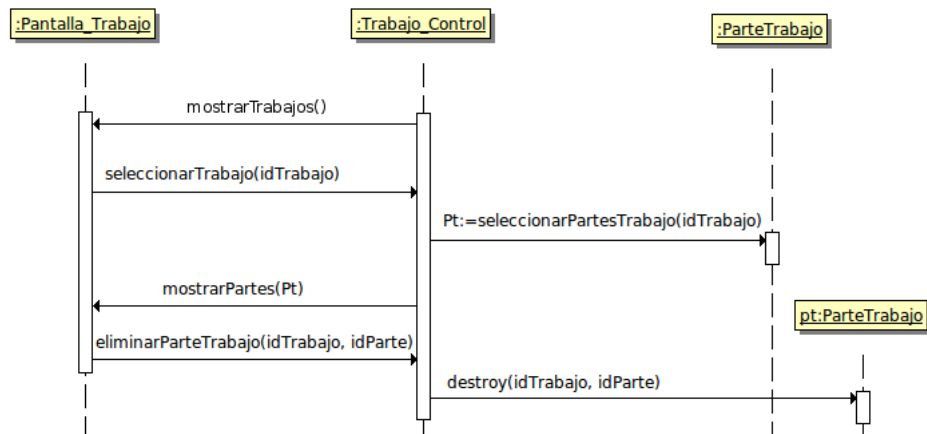 :Pantalla_Trabajo
:Trabajo_Control
:ParteTrabajo
mostrarTrabajos()
seleccionarTrabajo(idTrabajo)
Pt:=seleccionarPartesTrabajo(idTrabajo)
mostrarPartes(Pt)
pt:ParteTrabajo
eliminarParteTrabajo(idTrabajo, idParte)
destroy(idTrabajo, idParte)